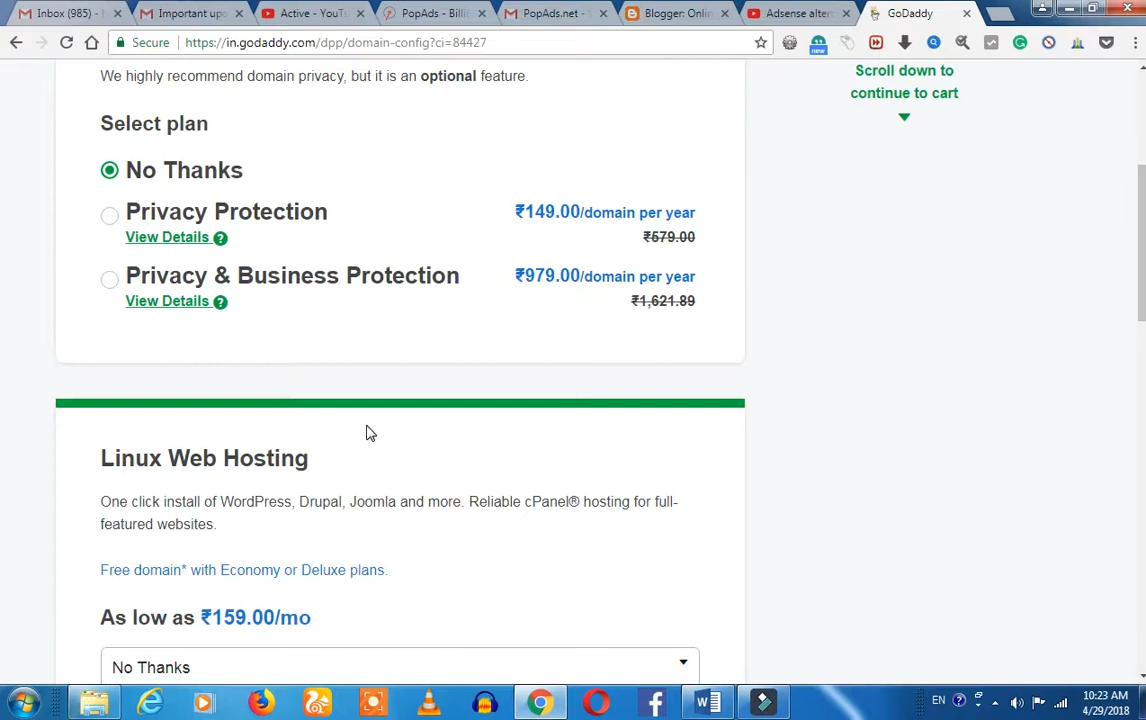 Inbox (985) -
Important upd
Active - YouTu
PopAds - Billi
PopAds.net -
Blogger: Onlin
Adsense alter
GoDaddy
Secure
https://in.godaddy.com/dpp/domain-config?ci=84427
new
We highly recommend domain privacy, but it is an optional feature.
Scroll down to
continue to cart
Select plan
No Thanks
Privacy Protection
₹149.00/domain per year
View Details ?
₹579.00
Privacy & Business Protection
₹979.00/domain per year
View Details ?
₹1,621.89
Linux Web Hosting
One click install of WordPress, Drupal, Joomla and more. Reliable cPanel® hosting for full-
featured websites.
Free domain* with Economy or Deluxe plans.
As low as ₹159.00/mo
No Thanks
EN
10:23 AM
4/29/2018